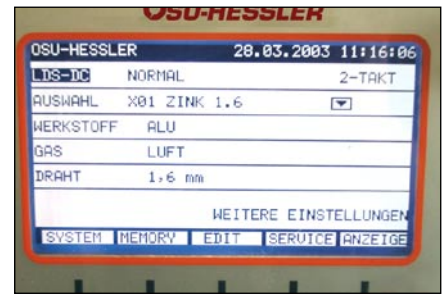 OSU-HESSLER
OSU-HESSLER 28.03.2003 11:16:06
LDS-DC NORMAL 2-TAKT
AUSWAHL X01 ZINK 1.6
WERKSTOFF ALU
GAS LUFT
DRAHT 1,6 mm
WEITERE EINSTELLUNGEN
SYSTEM MEMORY EDIT SERVICE ANZEIGE